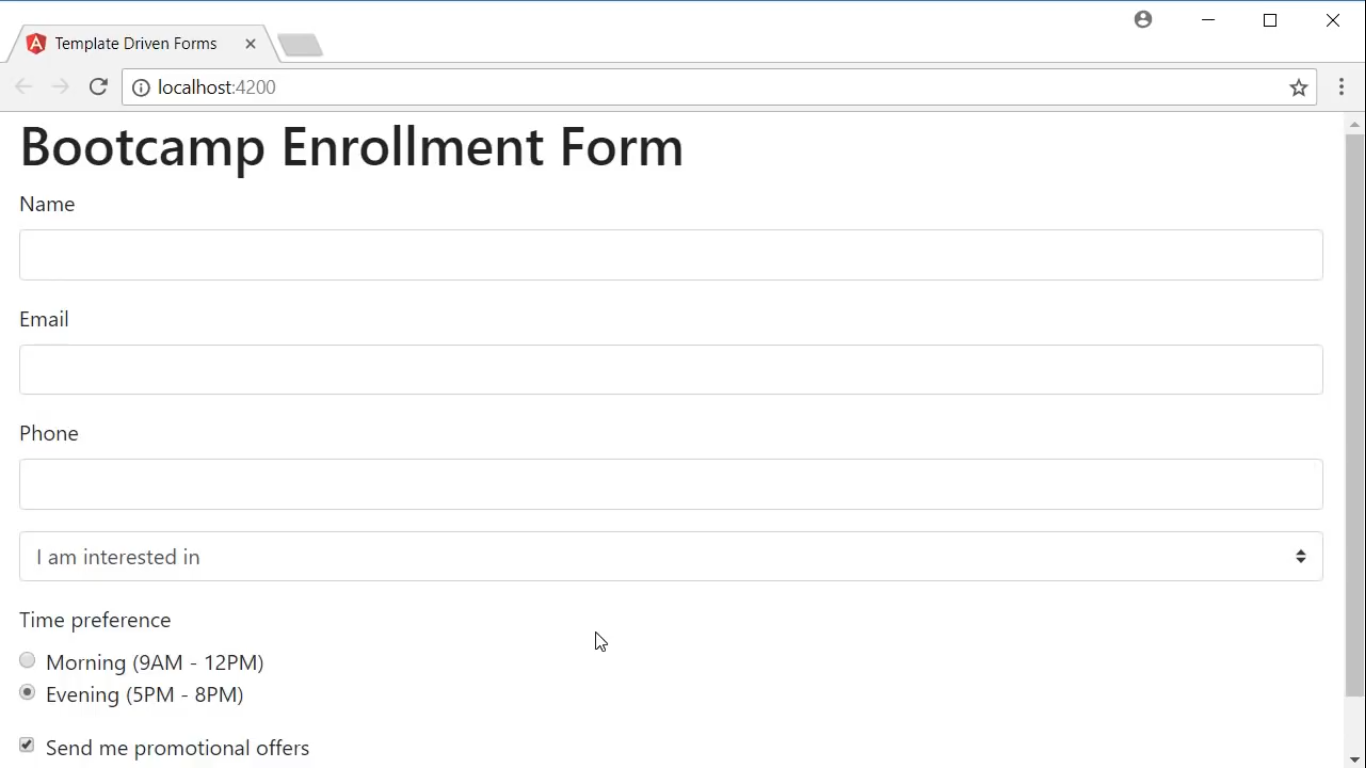 Template Driven Forms
localhost:4200
Bootcamp Enrollment Form
Name
Email
Phone
I am interested in
Time preference
Morning (9AM - 12PM)
Evening (5PM - 8PM)
Send me promotional offers